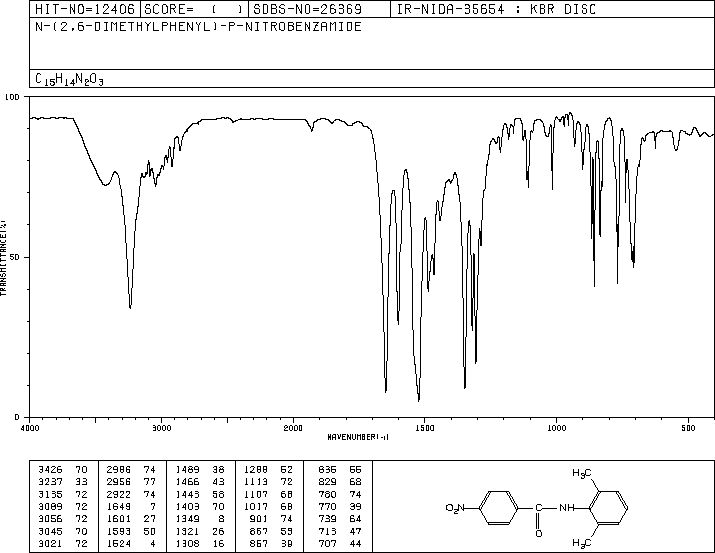 HIT-NO=12406 SCORE= ( ) SDBS-NO=26369 IR-NIDA-35654 : KBR DISC
N-(2,6-DIMETHYLPHENYL)-P-NITROBENZAMIDE
C15H14N2O3
100
50
0
TRANSMITTANCE(%)
4000 3000 2000 1500 1000 500
WAVENUMBER(-1)
3426 70 2986 74 1489 38 1288 52 836 55
3237 33 2956 77 1466 43 1113 72 829 68
3135 72 2922 74 1443 58 1107 68 780 74
3089 72 1649 7 1403 70 1017 68 770 39
3056 72 1601 27 1349 8 901 74 739 64
3045 70 1593 50 1321 26 867 53 713 47
3021 72 1524 4 1308 16 857 39 707 44
H3C
O2N
C
NH
O
H3C